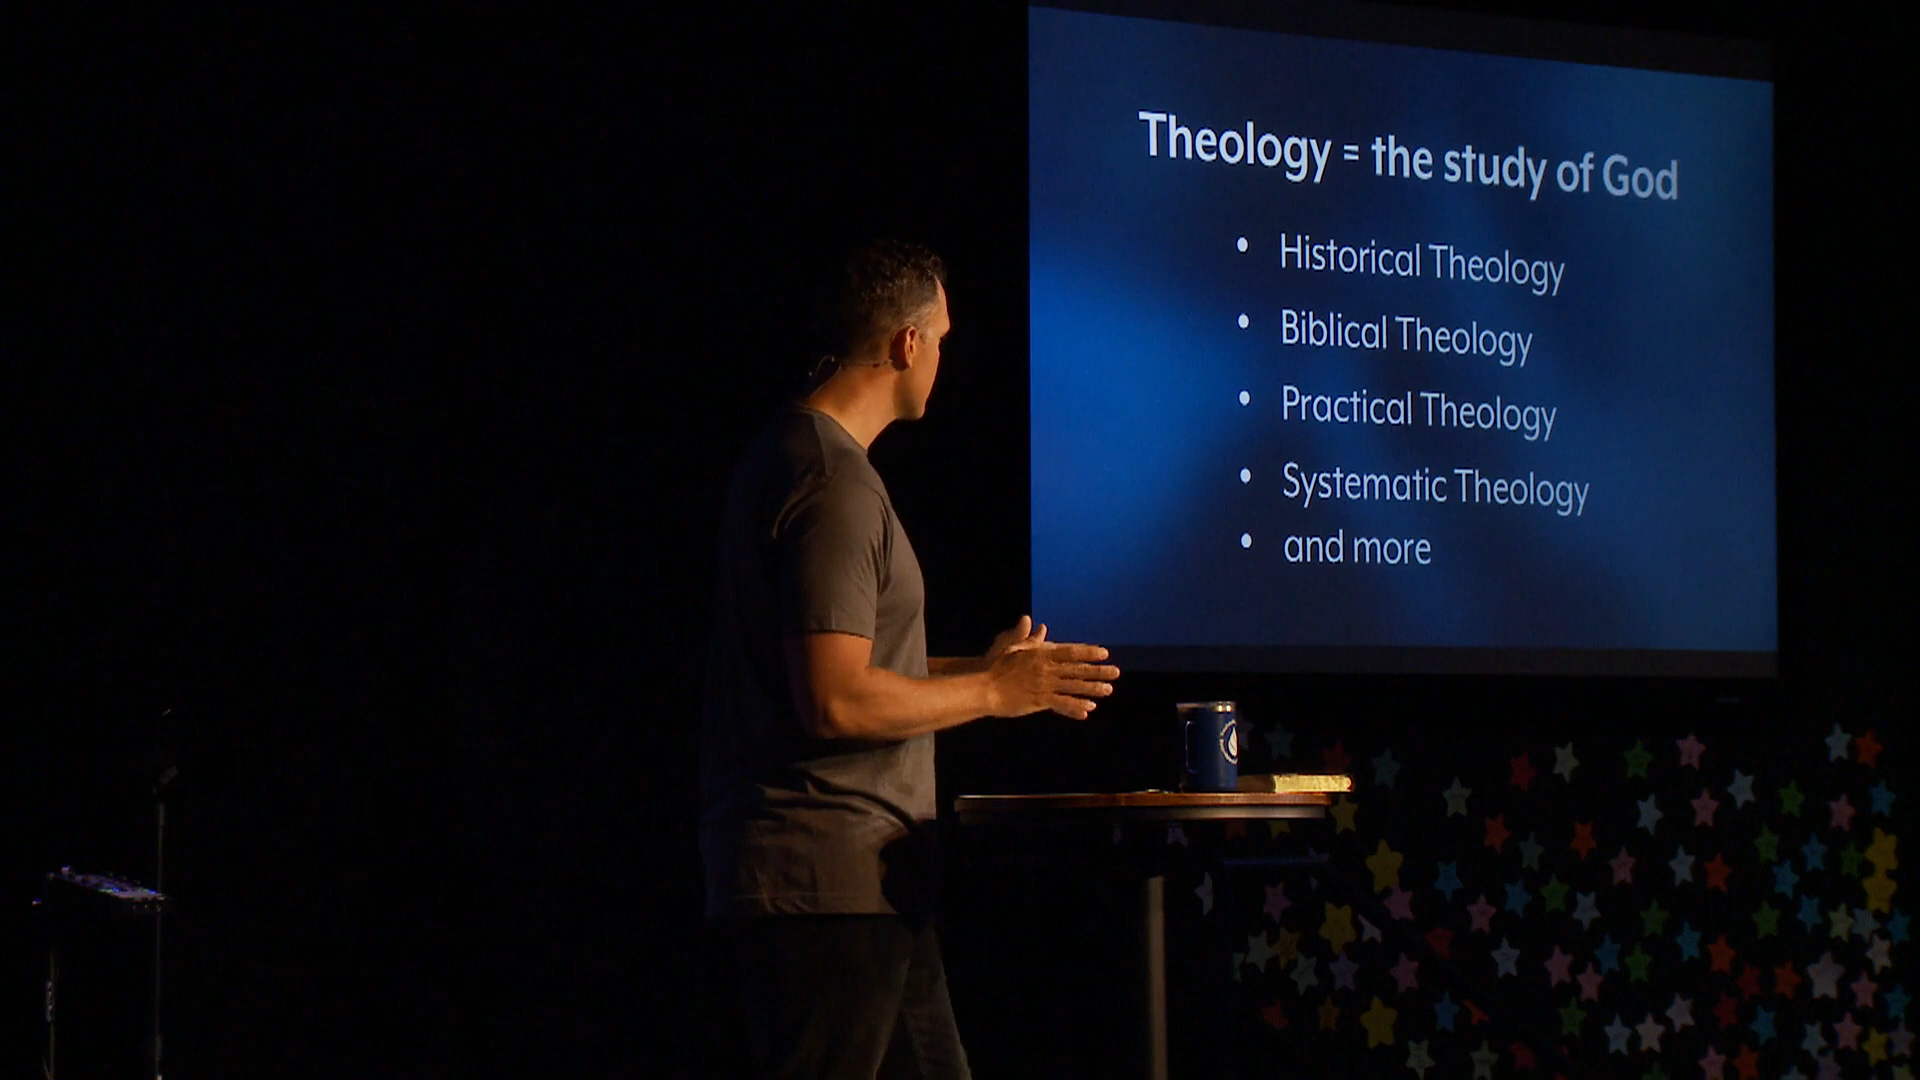 Theology = the study of God
• Historical Theology
• Biblical Theology
• Practical Theology
• Systematic Theology
• and more